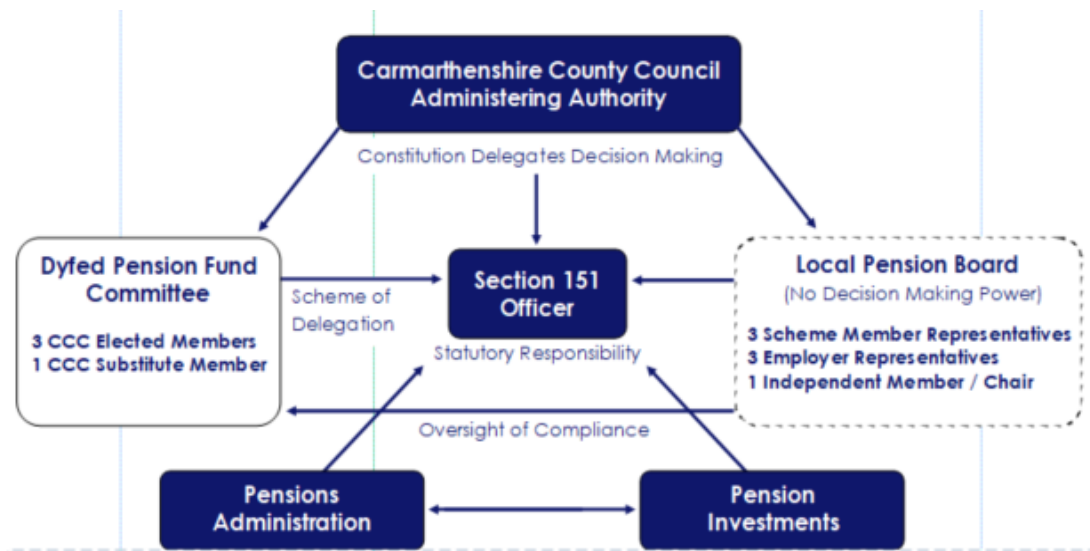 Carmarthenshire County Council
Administering Authority
Constitution Delegates Decision Making
Dyfed Pension Fund
Committee
3 CCC Elected Members
1 CCC Substitute Member
Scheme of
Delegation
Section 151
Officer
Statutory Responsibility
Local Pension Board
(No Decision Making Power)
3 Scheme Member Representatives
3 Employer Representatives
1 Independent Member / Chair
Oversight of Compliance
Pensions
Administration
Pension
Investments